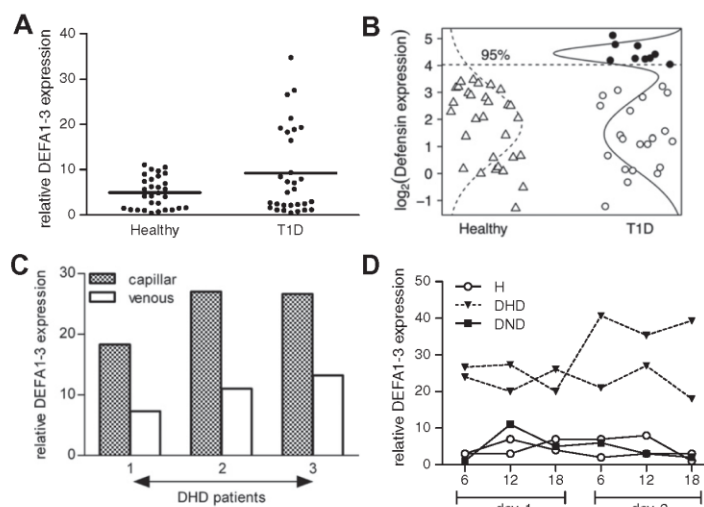 A
relative DEFA1-3 expression
40
30
20
10
0
Healthy
T1D
B
log2(Defensin expression)
5
4
3
2
1
0
−1
95%
Healthy
T1D
C
relative DEFA1-3 expression
30
20
10
0
capillar
venous
1
2
3
DHD patients
D
relative DEFA1-3 expression
50
40
30
20
10
0
H
DHD
DND
6
12
18
6
12
18